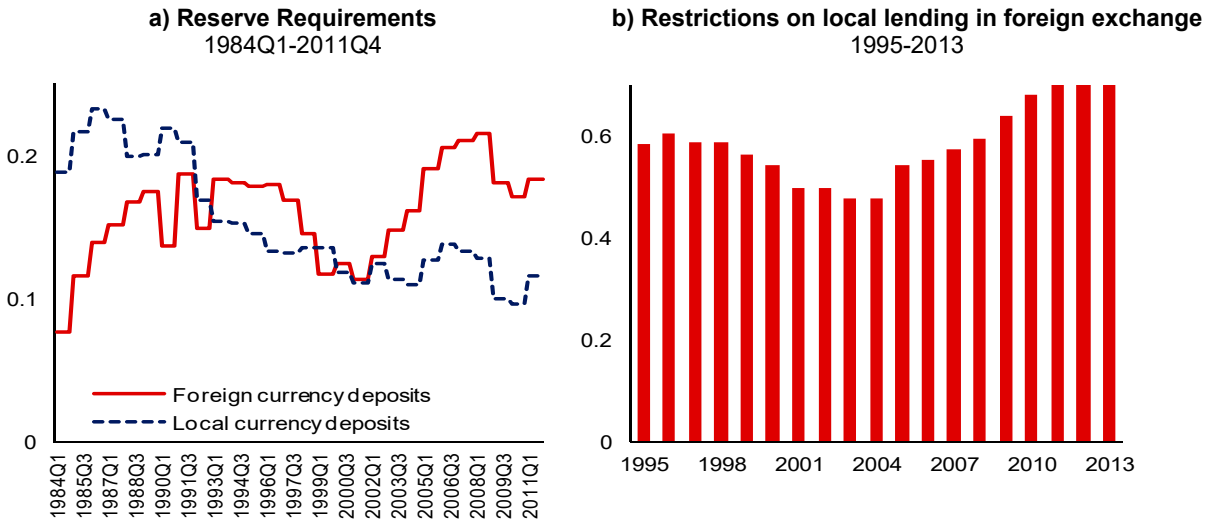 a) Reserve Requirements
1984Q1-2011Q4
0.2
0.1
0
Foreign currency deposits
Local currency deposits
1984Q1
1985Q3
1987Q1
1988Q3
1990Q1
1991Q3
1993Q1
1994Q3
1996Q1
1997Q3
1999Q1
2000Q3
2002Q1
2003Q3
2005Q1
2006Q3
2008Q1
2009Q3
2011Q1
b) Restrictions on local lending in foreign exchange
1995-2013
0.6
0.4
0.2
0
1995 1998 2001 2004 2007 2010 2013